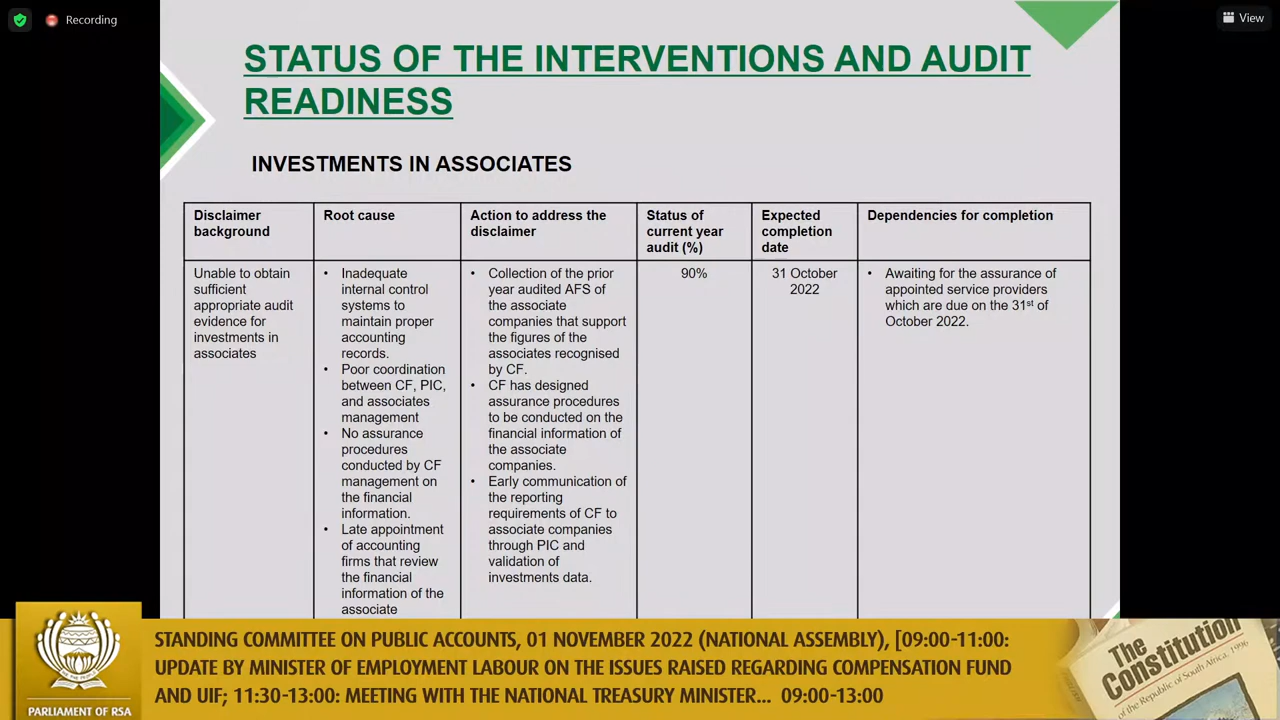 Recording
View
STATUS OF THE INTERVENTIONS AND AUDIT
READINESS
INVESTMENTS IN ASSOCIATES
Disclaimer
background
Root cause
Action to address the
disclaimer
Status of
current year
audit (%)
Expected
completion
date
Dependencies for completion
Unable to obtain
sufficient
appropriate audit
evidence for
investments in
associates
• Inadequate
internal control
systems to
maintain proper
accounting
records.
• Poor coordination
between CF, PIC,
and associates
management
• No assurance
procedures
conducted by CF
management on
the financial
information.
• Late appointment
of accounting
firms that review
the financial
information of the
associate
• Collection of the prior
year audited AFS of
the associate
companies that support
the figures of the
associates recognised
by CF.
• CF has designed
assurance procedures
to be conducted on the
financial information of
the associate
companies.
• Early communication of
the reporting
requirements of CF to
associate companies
through PIC and
validation of
investments data.
90%
31 October
2022
• Awaiting for the assurance of
appointed service providers
which are due on the 31st of
October 2022.
PARLIAMENT OF RSA
STANDING COMMITTEE ON PUBLIC ACCOUNTS, 01 NOVEMBER 2022 (NATIONAL ASSEMBLY), [09:00-11:00:
UPDATE BY MINISTER OF EMPLOYMENT LABOUR ON THE ISSUES RAISED REGARDING COMPENSATION FUND
AND UIF; 11:30-13:00: MEETING WITH THE NATIONAL TREASURY MINISTER... 09:00-13:00
The
Constitution
of the Republic of South Africa, 1996